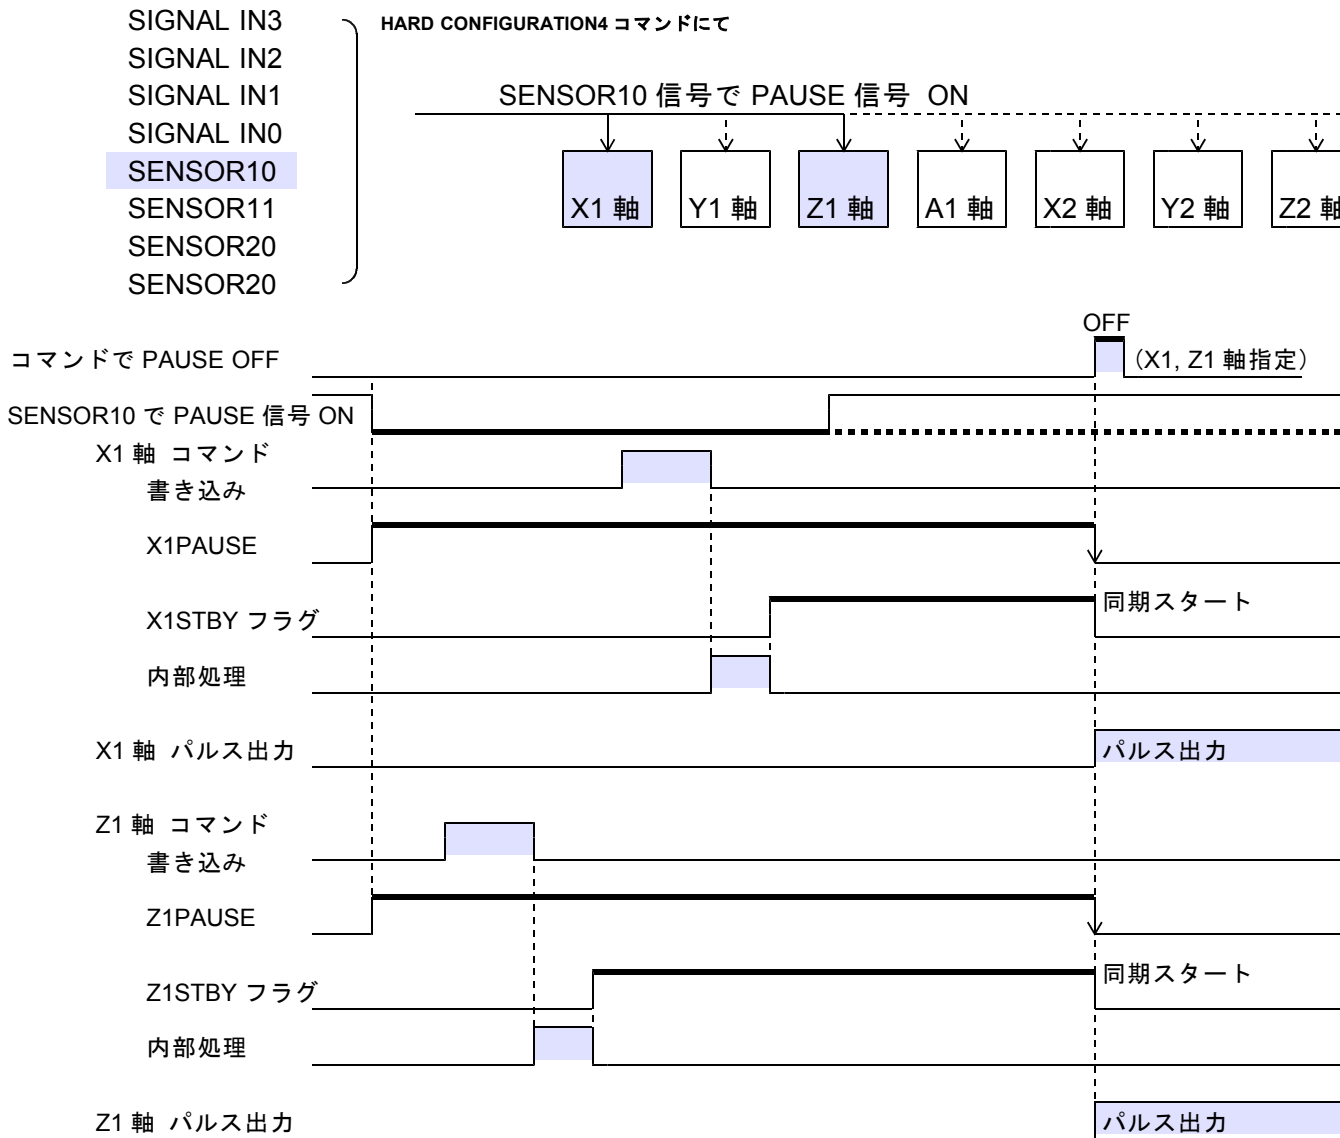 SIGNAL IN3
SIGNAL IN2
SIGNAL IN1
SIGNAL IN0
SENSOR10
SENSOR11
SENSOR20
SENSOR20
HARD CONFIGURATION4 コマンドにて
SENSOR10 信号で PAUSE 信号 ON
X1 軸 Y1 軸 Z1 軸 A1 軸 X2 軸 Y2 軸 Z2 軸
OFF
コマンドで PAUSE OFF
(X1, Z1 軸指定)
SENSOR10 で PAUSE 信号 ON
X1 軸 コマンド
書き込み
X1PAUSE
X1STBY フラグ
同期スタート
内部処理
X1 軸 パルス出力
パルス出力
Z1 軸 コマンド
書き込み
Z1PAUSE
Z1STBY フラグ
同期スタート
内部処理
Z1 軸 パルス出力
パルス出力